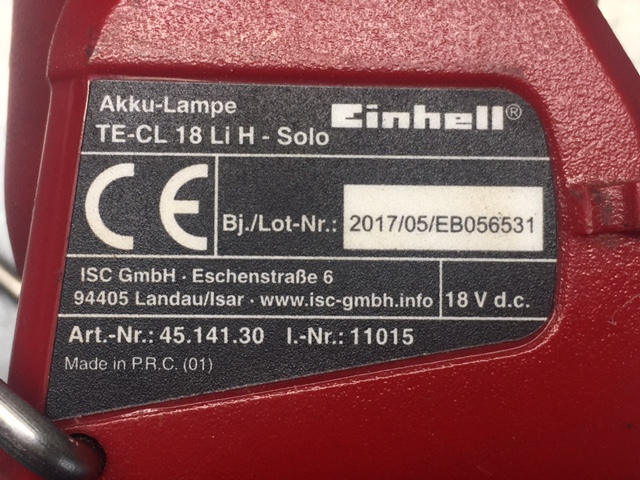 Akku-Lampe
TE-CL 18 Li H - Solo
Einhell®
CE
Bj./Lot-Nr.: 2017/05/EB056531
ISC GmbH · Eschenstraße 6
94405 Landau/Isar · www.isc-gmbh.info
18 V d.c.
Art.-Nr.: 45.141.30 I.-Nr.: 11015
Made in P.R.C. (01)